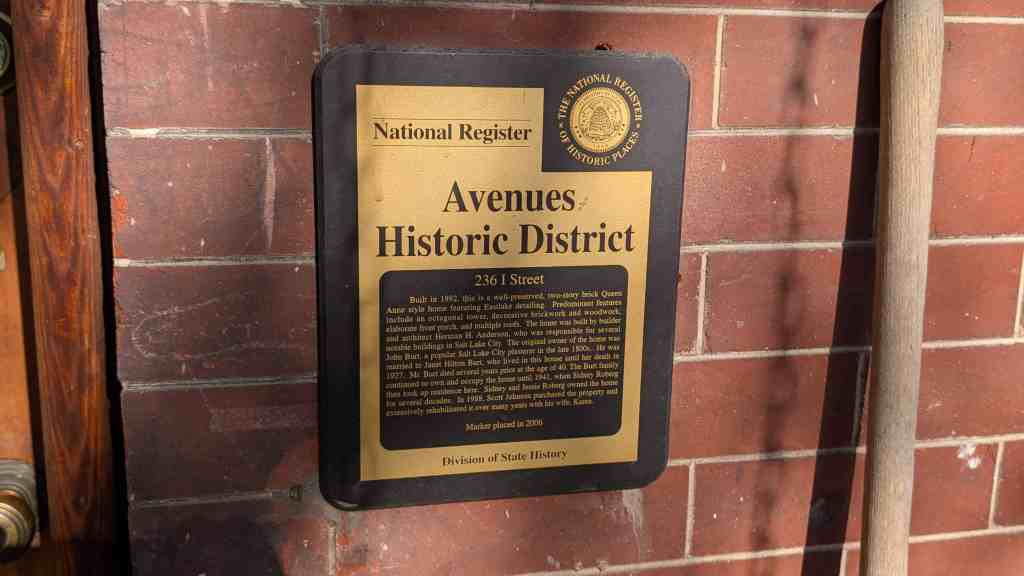 National Register
THE NATIONAL REGISTER
OF HISTORIC PLACES
Avenues
Historic District
236 I Street
Built in 1892, this is a well-preserved, two-story brick Queen
Anne style home featuring Eastlake detailing. Predominant features
include an octagonal tower, decorative brickwork and woodwork,
elaborate front porch, and multiple roofs. The home was built by builder
and architect Herman H. Anderson, who was responsible for several
notable buildings in Salt Lake City. The original owner of the home was
John Burt, a popular Salt Lake City plasterer in the late 1800s. He was
married to Janet Hilton Burt, who lived in this house until her death in
1927. Mr. Burt died several years prior at the age of 40. The Burt family
continued to own and occupy the home until 1941, when Sidney Roborg
then took up residence here. Sidney and Jessie Roborg owned the home
for several decades. In 1988, Scott Johnson purchased the property and
extensively rehabilitated it over many years with his wife, Karen.
Marker placed in 2006
Division of State History